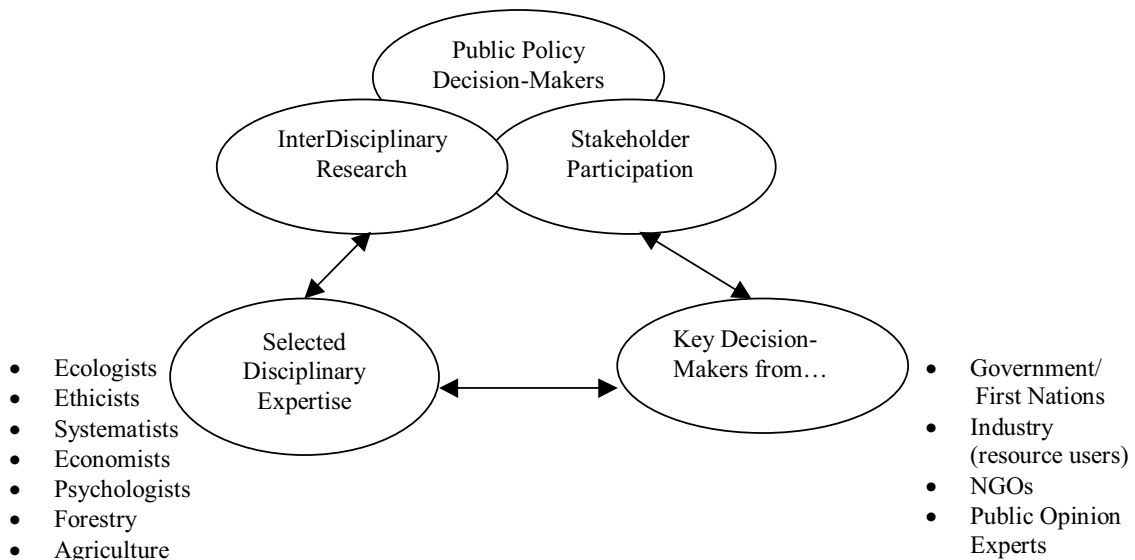 Public Policy
Decision-Makers
InterDisciplinary
Research
Stakeholder
Participation
Selected
Disciplinary
Expertise
Key Decision-
Makers from…
• Ecologists
• Ethicists
• Systematists
• Economists
• Psychologists
• Forestry
• Agriculture
• Government/
First Nations
• Industry
(resource users)
• NGOs
• Public Opinion
Experts